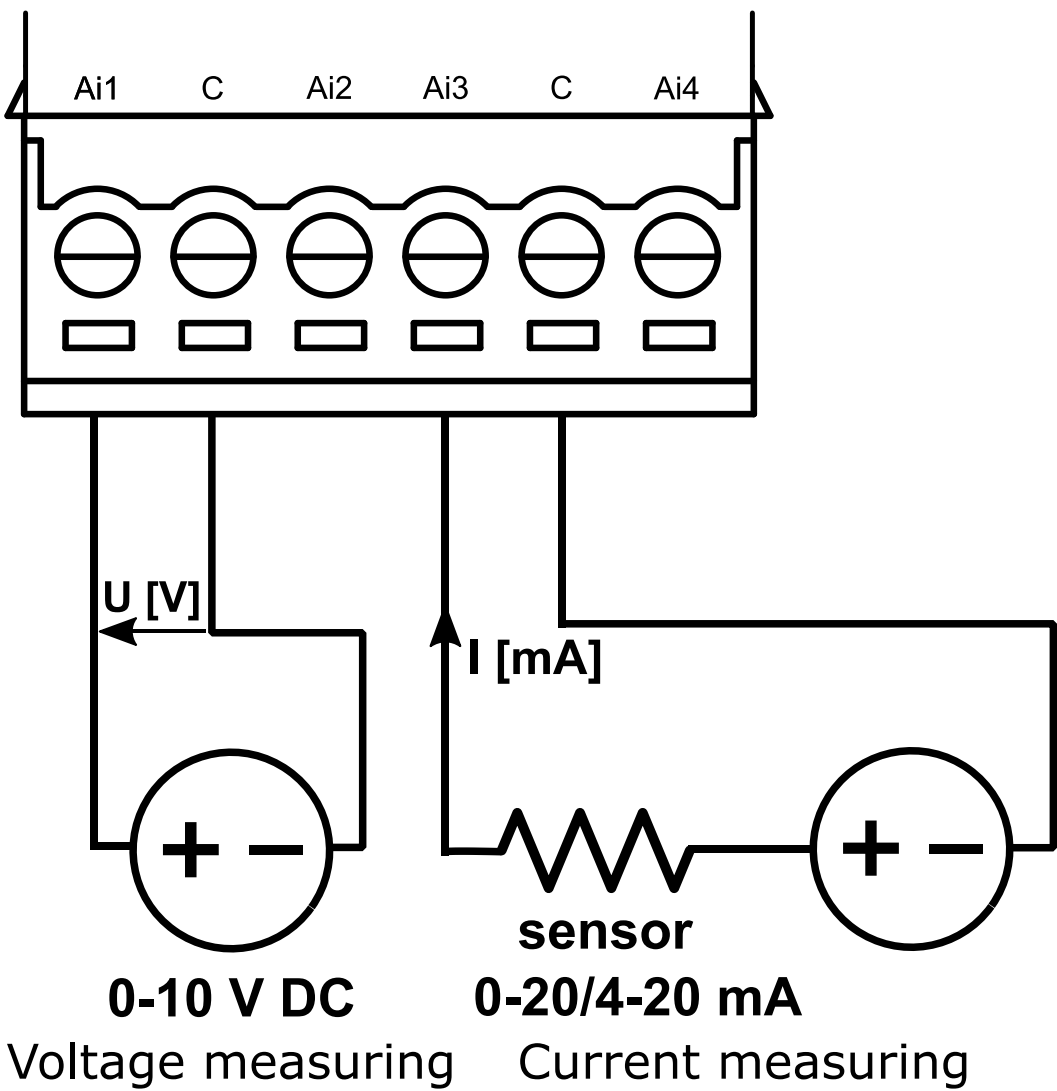 Ai1 C Ai2 Ai3 C Ai4
U [V]
I [mA]
+ − + −
sensor
0-10 V DC 0-20/4-20 mA
Voltage measuring Current measuring